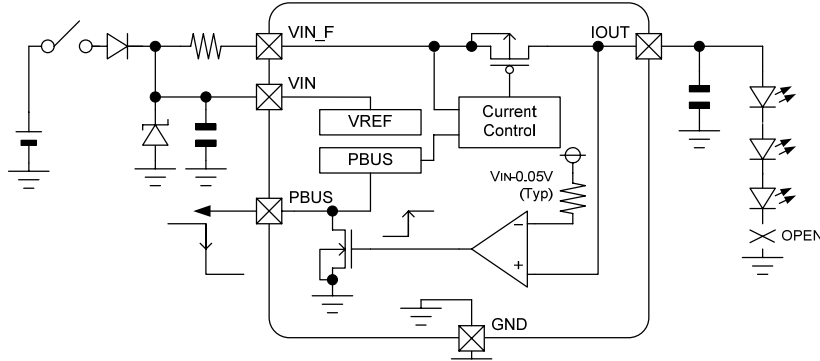 VIN_F
IOUT
VIN
VREF
Current
Control
PBUS
VIN-0.05V
(Typ)
PBUS
−
+
OPEN
GND